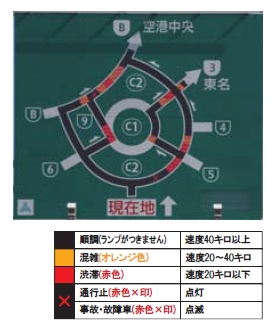 B 空港中央
3
東名
C2
B
9
C1
4
6
C2
5
現在地
順調(ランプがつきません) 速度40キロ以上
混雑(オレンジ色) 速度20～40キロ
渋滞(赤色) 速度20キロ以下
通行止(赤色×印) 点灯
事故・故障車(赤色×印) 点滅